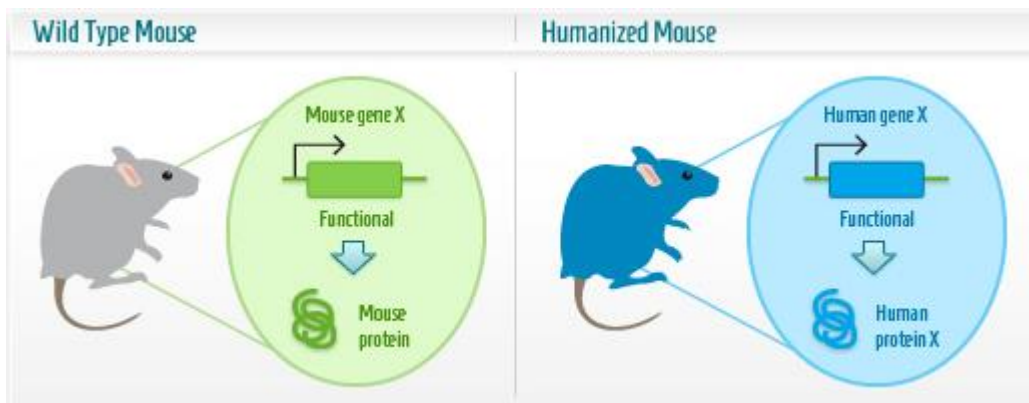 Wild Type Mouse
Humanized Mouse
Mouse gene X
Functional
Mouse
protein
Human gene X
Functional
Human
protein X